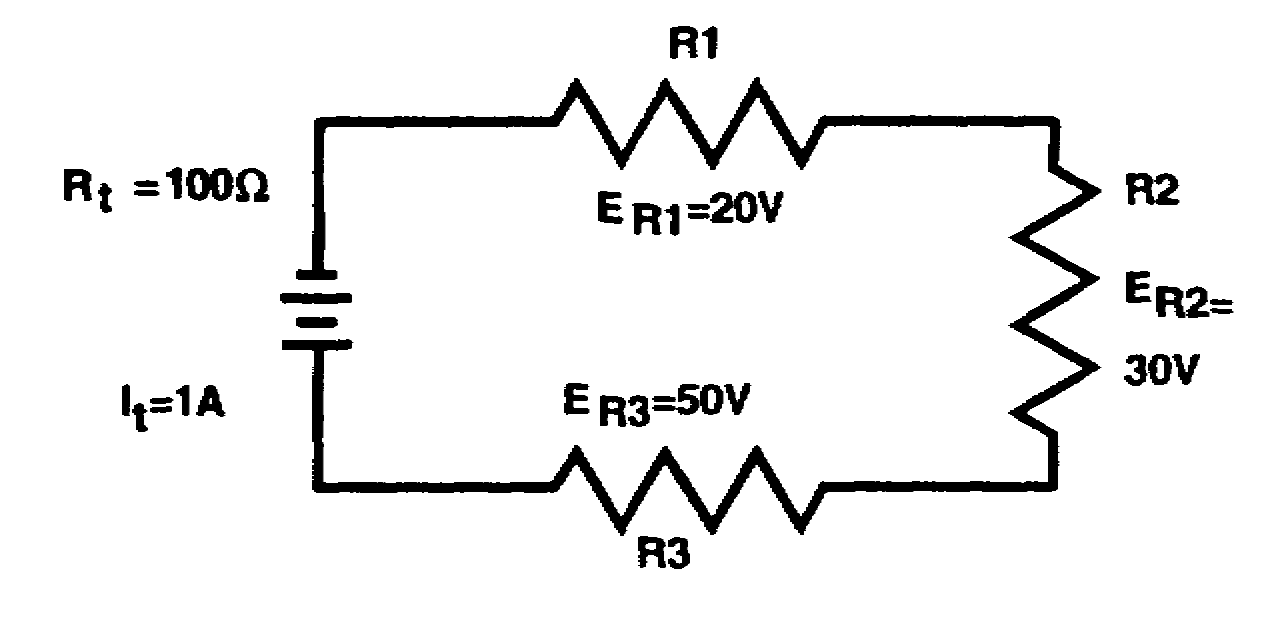 R1
Rt =100Ω
ER1=20V
R2
ER2=
30V
It=1A
ER3=50V
R3